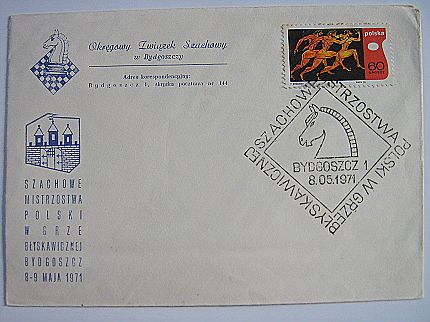 Okręgowy Związek Szachowy
w Bydgoszczy
Adres korespondencyjny:
Bydgoszcz 1, skrytka pocztowa nr 144
polska
60
GROSZY
SZACHOWE MISTRZOSTWA POLSKI W GRZE BŁYSKAWICZNEJ
BYDGOSZCZ 1
8.05.1971
SZACHOWE
MISTRZOSTWA
POLSKI
W GRZE
BŁYSKAWICZNEJ
BYDGOSZCZ
8-9 MAJA 1971